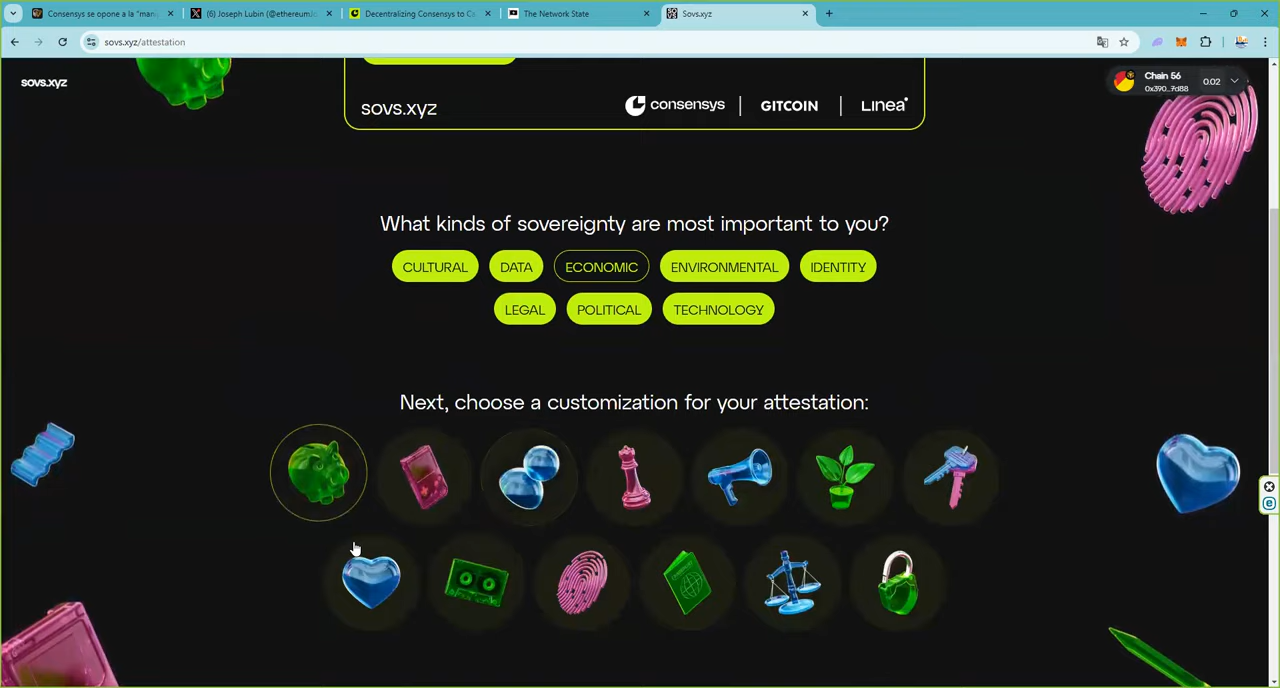 Consensys se opone a la "man
(6) Joseph Lubin (@ethereumJo
Decentralizing Consensys to Ca
The Network State
Sovs.xyz
sovs.xyz/attestation
sovs.xyz
Chain 56
0x390...7d88
0.02
sovs.xyz
consensys
GITCOIN
Linea
What kinds of sovereignty are most important to you?
CULTURAL
DATA
ECONOMIC
ENVIRONMENTAL
IDENTITY
LEGAL
POLITICAL
TECHNOLOGY
Next, choose a customization for your attestation: